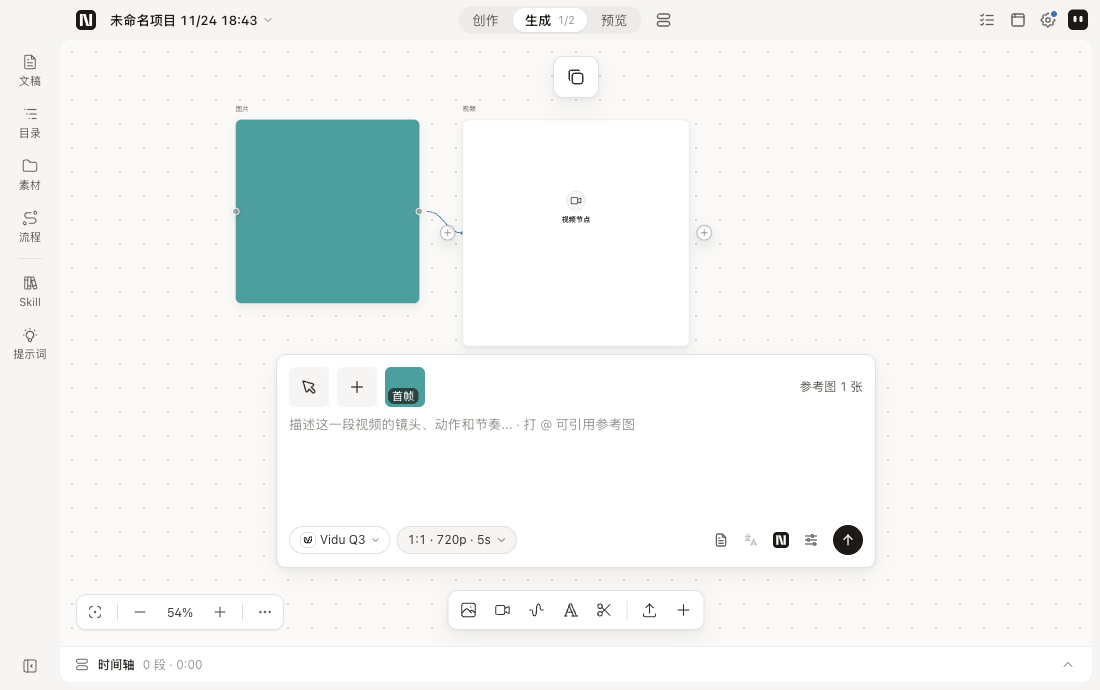 未命名项目 11/24 18:43
创作
生成 1/2
预览
文稿
目录
素材
流程
Skill
提示词
图片
视频
视频节点
首帧
参考图 1 张
描述这一段视频的镜头、动作和节奏... · 打 @ 可引用参考图
Vidu Q3
1:1 · 720p · 5s
54%
时间轴 0 段 · 0:00